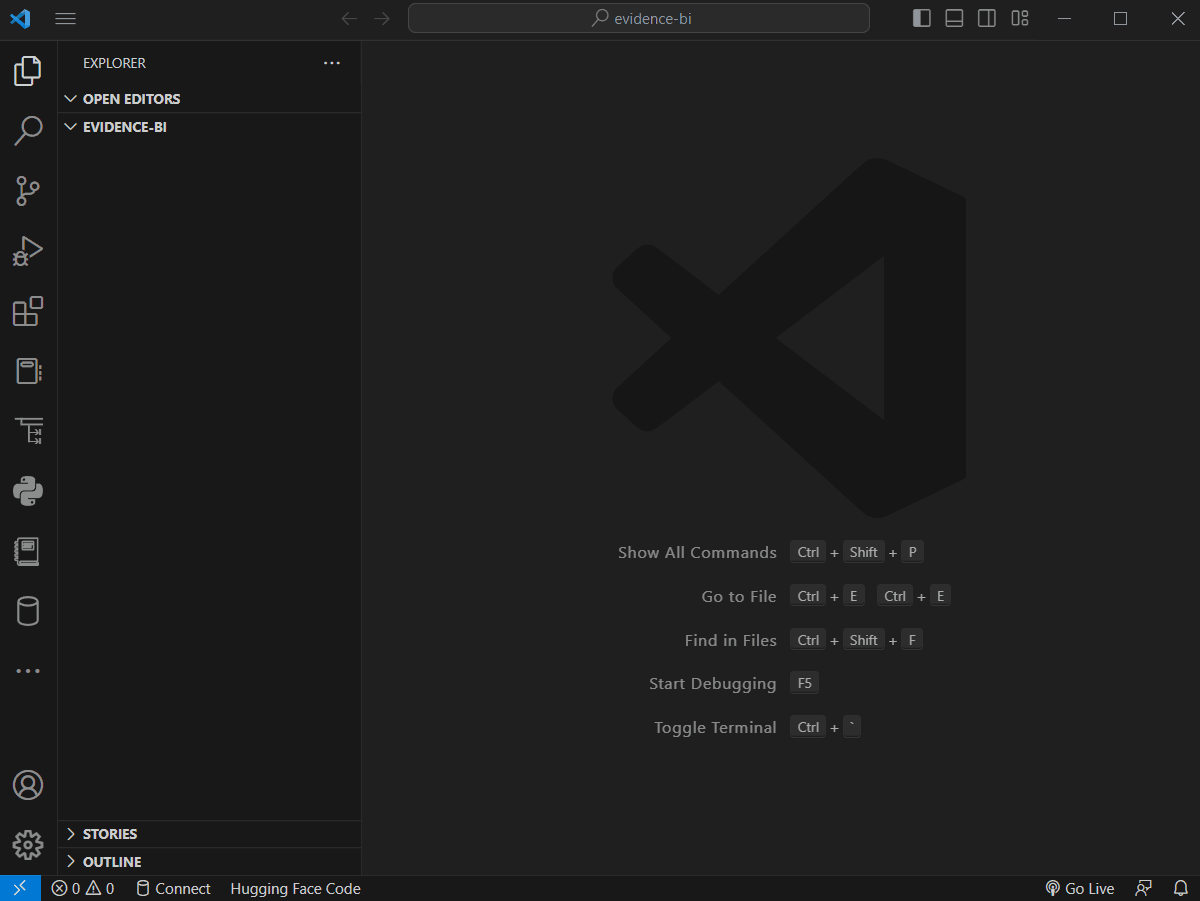 evidence-bi
EXPLORER
OPEN EDITORS
EVIDENCE-BI
Show All Commands Ctrl + Shift + P
Go to File Ctrl + E Ctrl + E
Find in Files Ctrl + Shift + F
Start Debugging F5
Toggle Terminal Ctrl + `
STORIES
OUTLINE
0 0 Connect Hugging Face Code Go Live